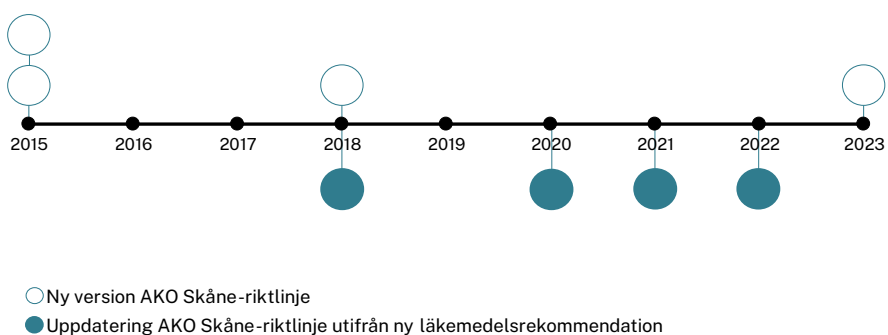 2015 2016 2017 2018 2019 2020 2021 2022 2023
Ny version AKO Skåne-riktlinje
Uppdatering AKO Skåne-riktlinje utifrån ny läkemedelsrekommendation